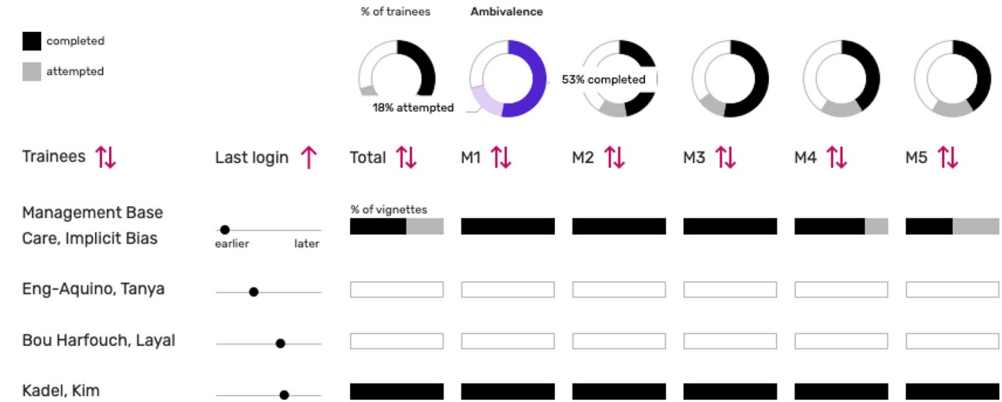 % of trainees
Ambivalence
completed
attempted
53% completed
18% attempted
Trainees
Last login
Total
M1
M2
M3
M4
M5
Management Base
Care, Implicit Bias
earlier
later
% of vignettes
Eng-Aquino, Tanya
Bou Harfouch, Layal
Kadel, Kim